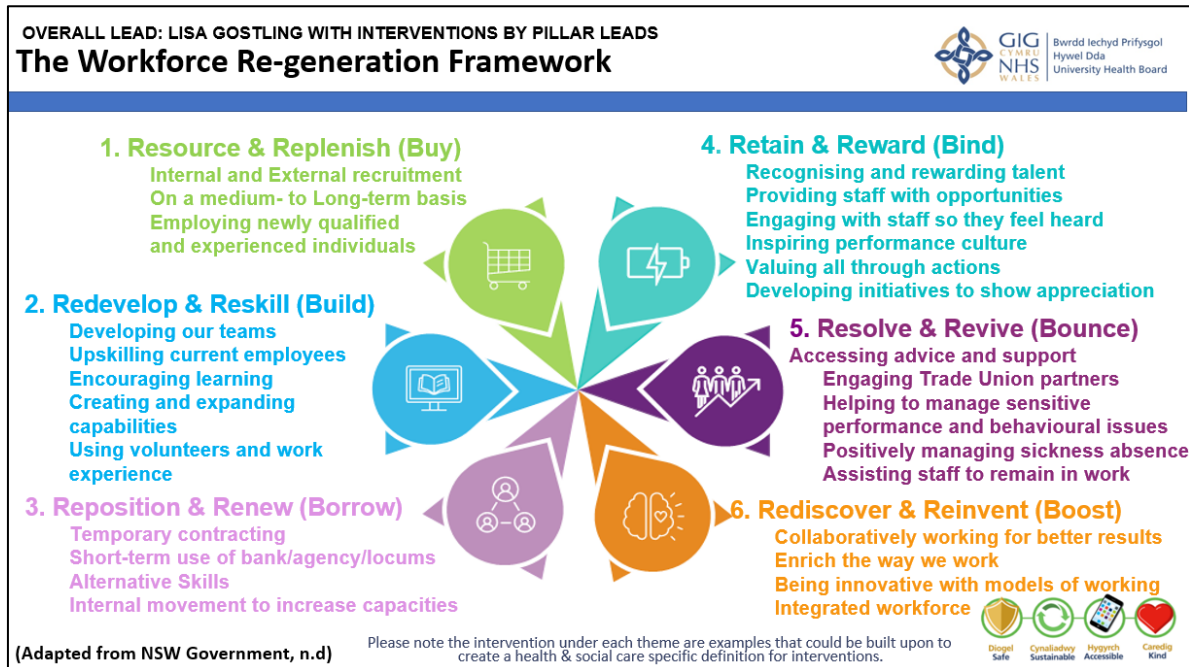 OVERALL LEAD: LISA GOSTLING WITH INTERVENTIONS BY PILLAR LEADS
The Workforce Re-generation Framework
GIG
CYMRU
NHS
WALES
Bwrdd Iechyd Prifysgol
Hywel Dda
University Health Board
1. Resource & Replenish (Buy)
Internal and External recruitment
On a medium- to Long-term basis
Employing newly qualified
and experienced individuals
2. Redevelop & Reskill (Build)
Developing our teams
Upskilling current employees
Encouraging learning
Creating and expanding
capabilities
Using volunteers and work
experience
3. Reposition & Renew (Borrow)
Temporary contracting
Short-term use of bank/agency/locums
Alternative Skills
Internal movement to increase capacities
4. Retain & Reward (Bind)
Recognising and rewarding talent
Providing staff with opportunities
Engaging with staff so they feel heard
Inspiring performance culture
Valuing all through actions
Developing initiatives to show appreciation
5. Resolve & Revive (Bounce)
Accessing advice and support
Engaging Trade Union partners
Helping to manage sensitive
performance and behavioural issues
Positively managing sickness absence
Assisting staff to remain in work
6. Rediscover & Reinvent (Boost)
Collaboratively working for better results
Enrich the way we work
Being innovative with models of working
Integrated workforce
(Adapted from NSW Government, n.d)
Please note the intervention under each theme are examples that could be built upon to
create a health & social care specific definition for interventions.
Diogel
Safe
Cynaliadwy
Sustainable
Hygyrch
Accessible
Caredig
Kind